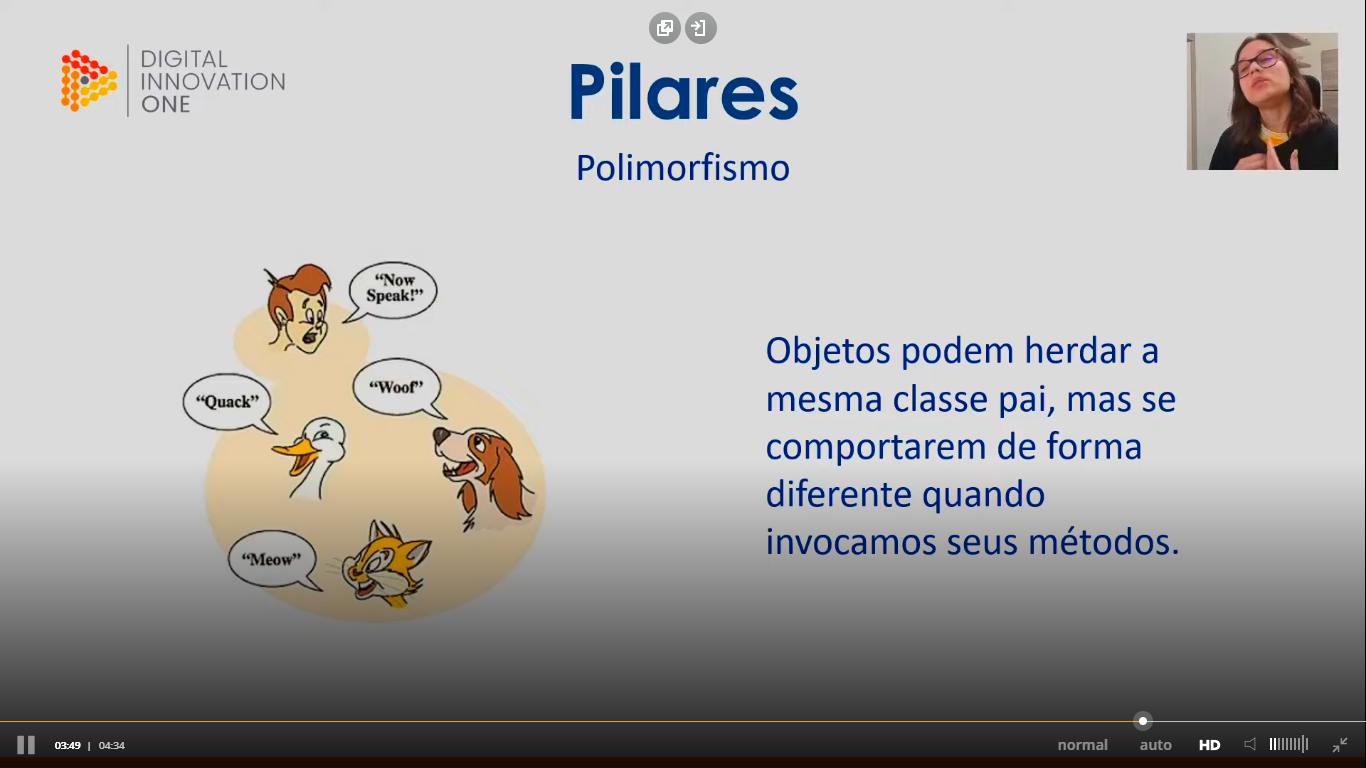 DIGITAL
INNOVATION
ONE
Pilares
Polimorfismo
“Now
Speak!”
“Woof”
“Quack”
“Meow”
Objetos podem herdar a
mesma classe pai, mas se
comportarem de forma
diferente quando
invocamos seus métodos.
03:49 | 04:34
normal auto HD